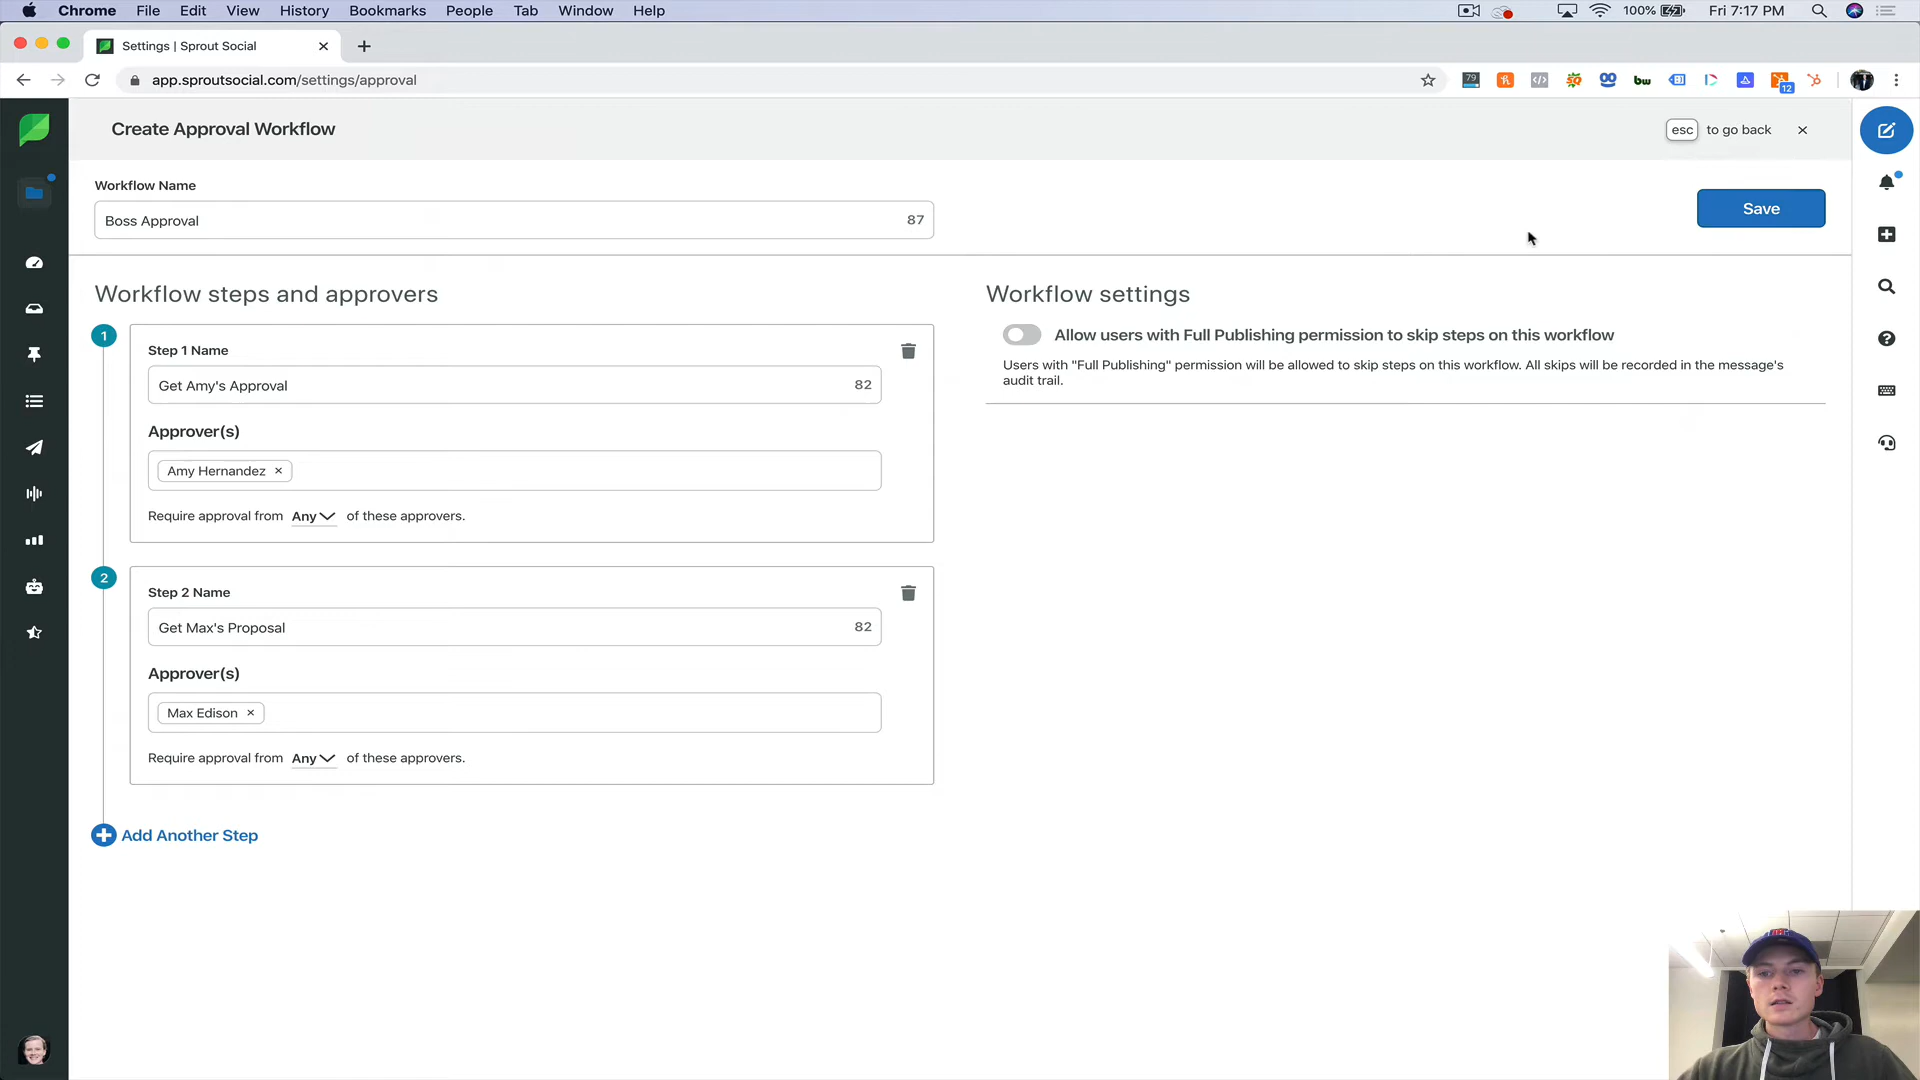 Chrome File Edit View History Bookmarks People Tab Window Help 100% Fri 7:17 PM
Settings | Sprout Social
app.sproutsocial.com/settings/approval
79 </> bw 12
Create Approval Workflow
esc to go back
Workflow Name
Boss Approval 87
Save
Workflow steps and approvers
Workflow settings
1
Step 1 Name
Get Amy's Approval 82
Approver(s)
Amy Hernandez ×
Require approval from Any of these approvers.
Allow users with Full Publishing permission to skip steps on this workflow
Users with "Full Publishing" permission will be allowed to skip steps on this workflow. All skips will be recorded in the message's
audit trail.
2
Step 2 Name
Get Max's Proposal 82
Approver(s)
Max Edison ×
Require approval from Any of these approvers.
Add Another Step